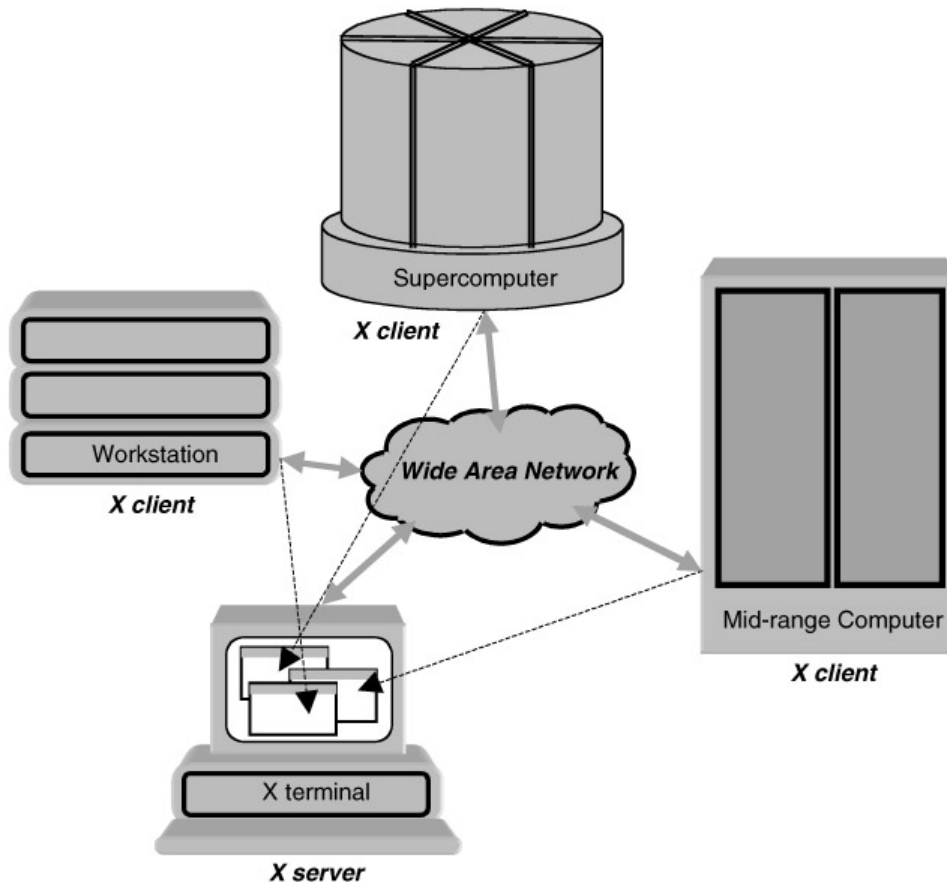 Supercomputer
X client
Workstation
X client
Wide Area Network
Mid-range Computer
X client
X terminal
X server